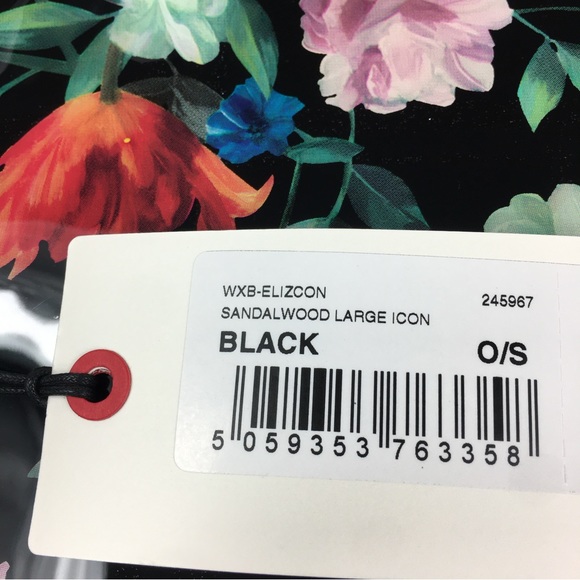 WXB-ELIZCON 245967
SANDALWOOD LARGE ICON
BLACK O/S
5 059353 763358